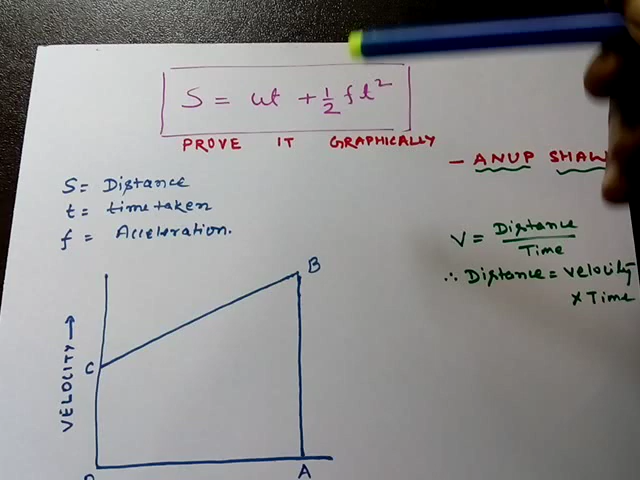 S = ut + 1/2 ft²
PROVE IT GRAPHICALLY
- ANUP SHAW
S = Distance
t = time taken
f = Acceleration.
V = Distance / Time
∴ Distance = velocity
× Time
B
C
VELOCITY →
A